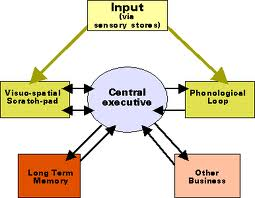 Input
(via
sensory stores)
Visuo-spatial
Scratch-pad
Central
executive
Phonological
Loop
Long Term
Memory
Other
Business